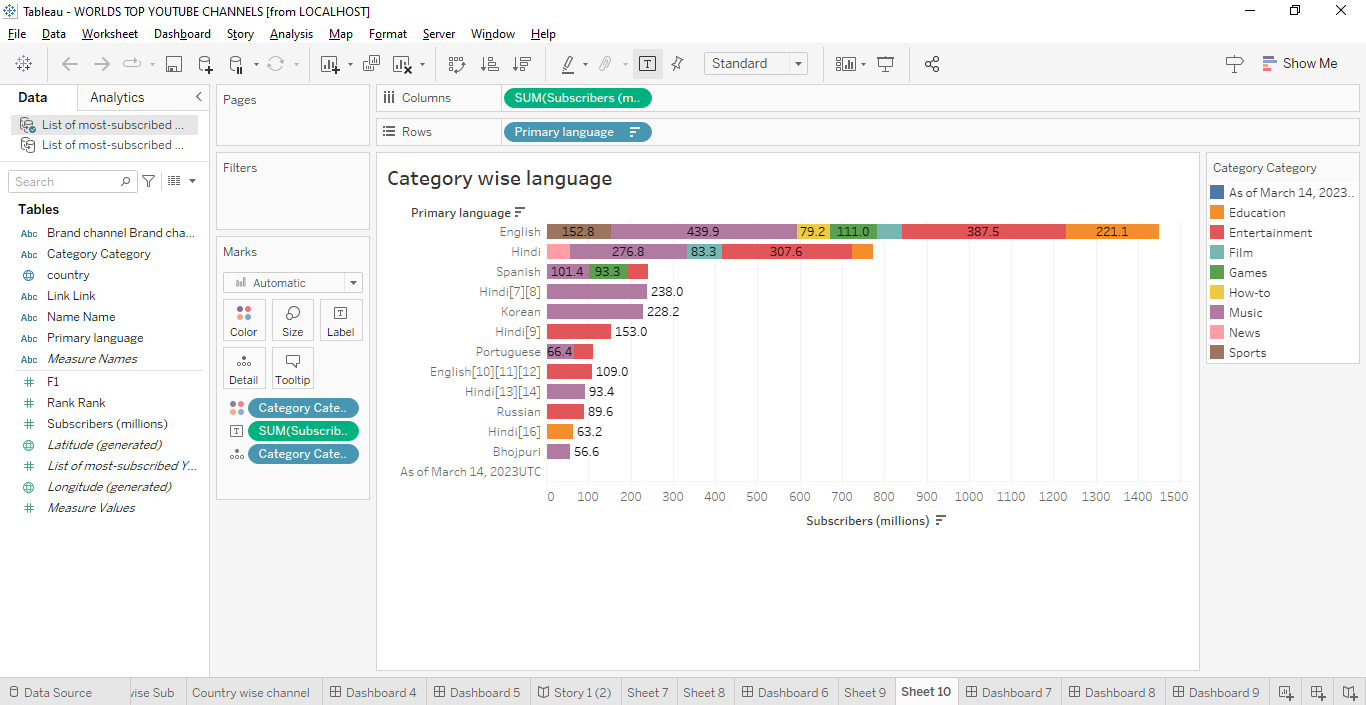 Tableau - WORLDS TOP YOUTUBE CHANNELS [from LOCALHOST]
File Data Worksheet Dashboard Story Analysis Map Format Server Window Help
Standard
Show Me
Data Analytics
List of most-subscribed ...
List of most-subscribed ...
Search
Tables
Abc Brand channel Brand cha...
Abc Category Category
country
Abc Link Link
Abc Name Name
Abc Primary language
Abc Measure Names
# F1
# Rank Rank
# Subscribers (millions)
Latitude (generated)
# List of most-subscribed Y...
Longitude (generated)
# Measure Values
Pages
Filters
Marks
Automatic
Color Size Label
Detail Tooltip
Category Cate..
SUM(Subscrib..
Category Cate..
Columns SUM(Subscribers (m..
Rows Primary language
Category wise language
Primary language
English 152.8 439.9 79.2 111.0 387.5 221.1
Hindi 276.8 83.3 307.6
Spanish 101.4 93.3
Hindi[7][8] 238.0
Korean 228.2
Hindi[9] 153.0
Portuguese 66.4
English[10][11][12] 109.0
Hindi[13][14] 93.4
Russian 89.6
Hindi[16] 63.2
Bhojpuri 56.6
As of March 14, 2023UTC
0 100 200 300 400 500 600 700 800 900 1000 1100 1200 1300 1400 1500
Subscribers (millions)
Category Category
As of March 14, 2023..
Education
Entertainment
Film
Games
How-to
Music
News
Sports
Data Source vise Sub Country wise channel Dashboard 4 Dashboard 5 Story 1 (2) Sheet 7 Sheet 8 Dashboard 6 Sheet 9 Sheet 10 Dashboard 7 Dashboard 8 Dashboard 9